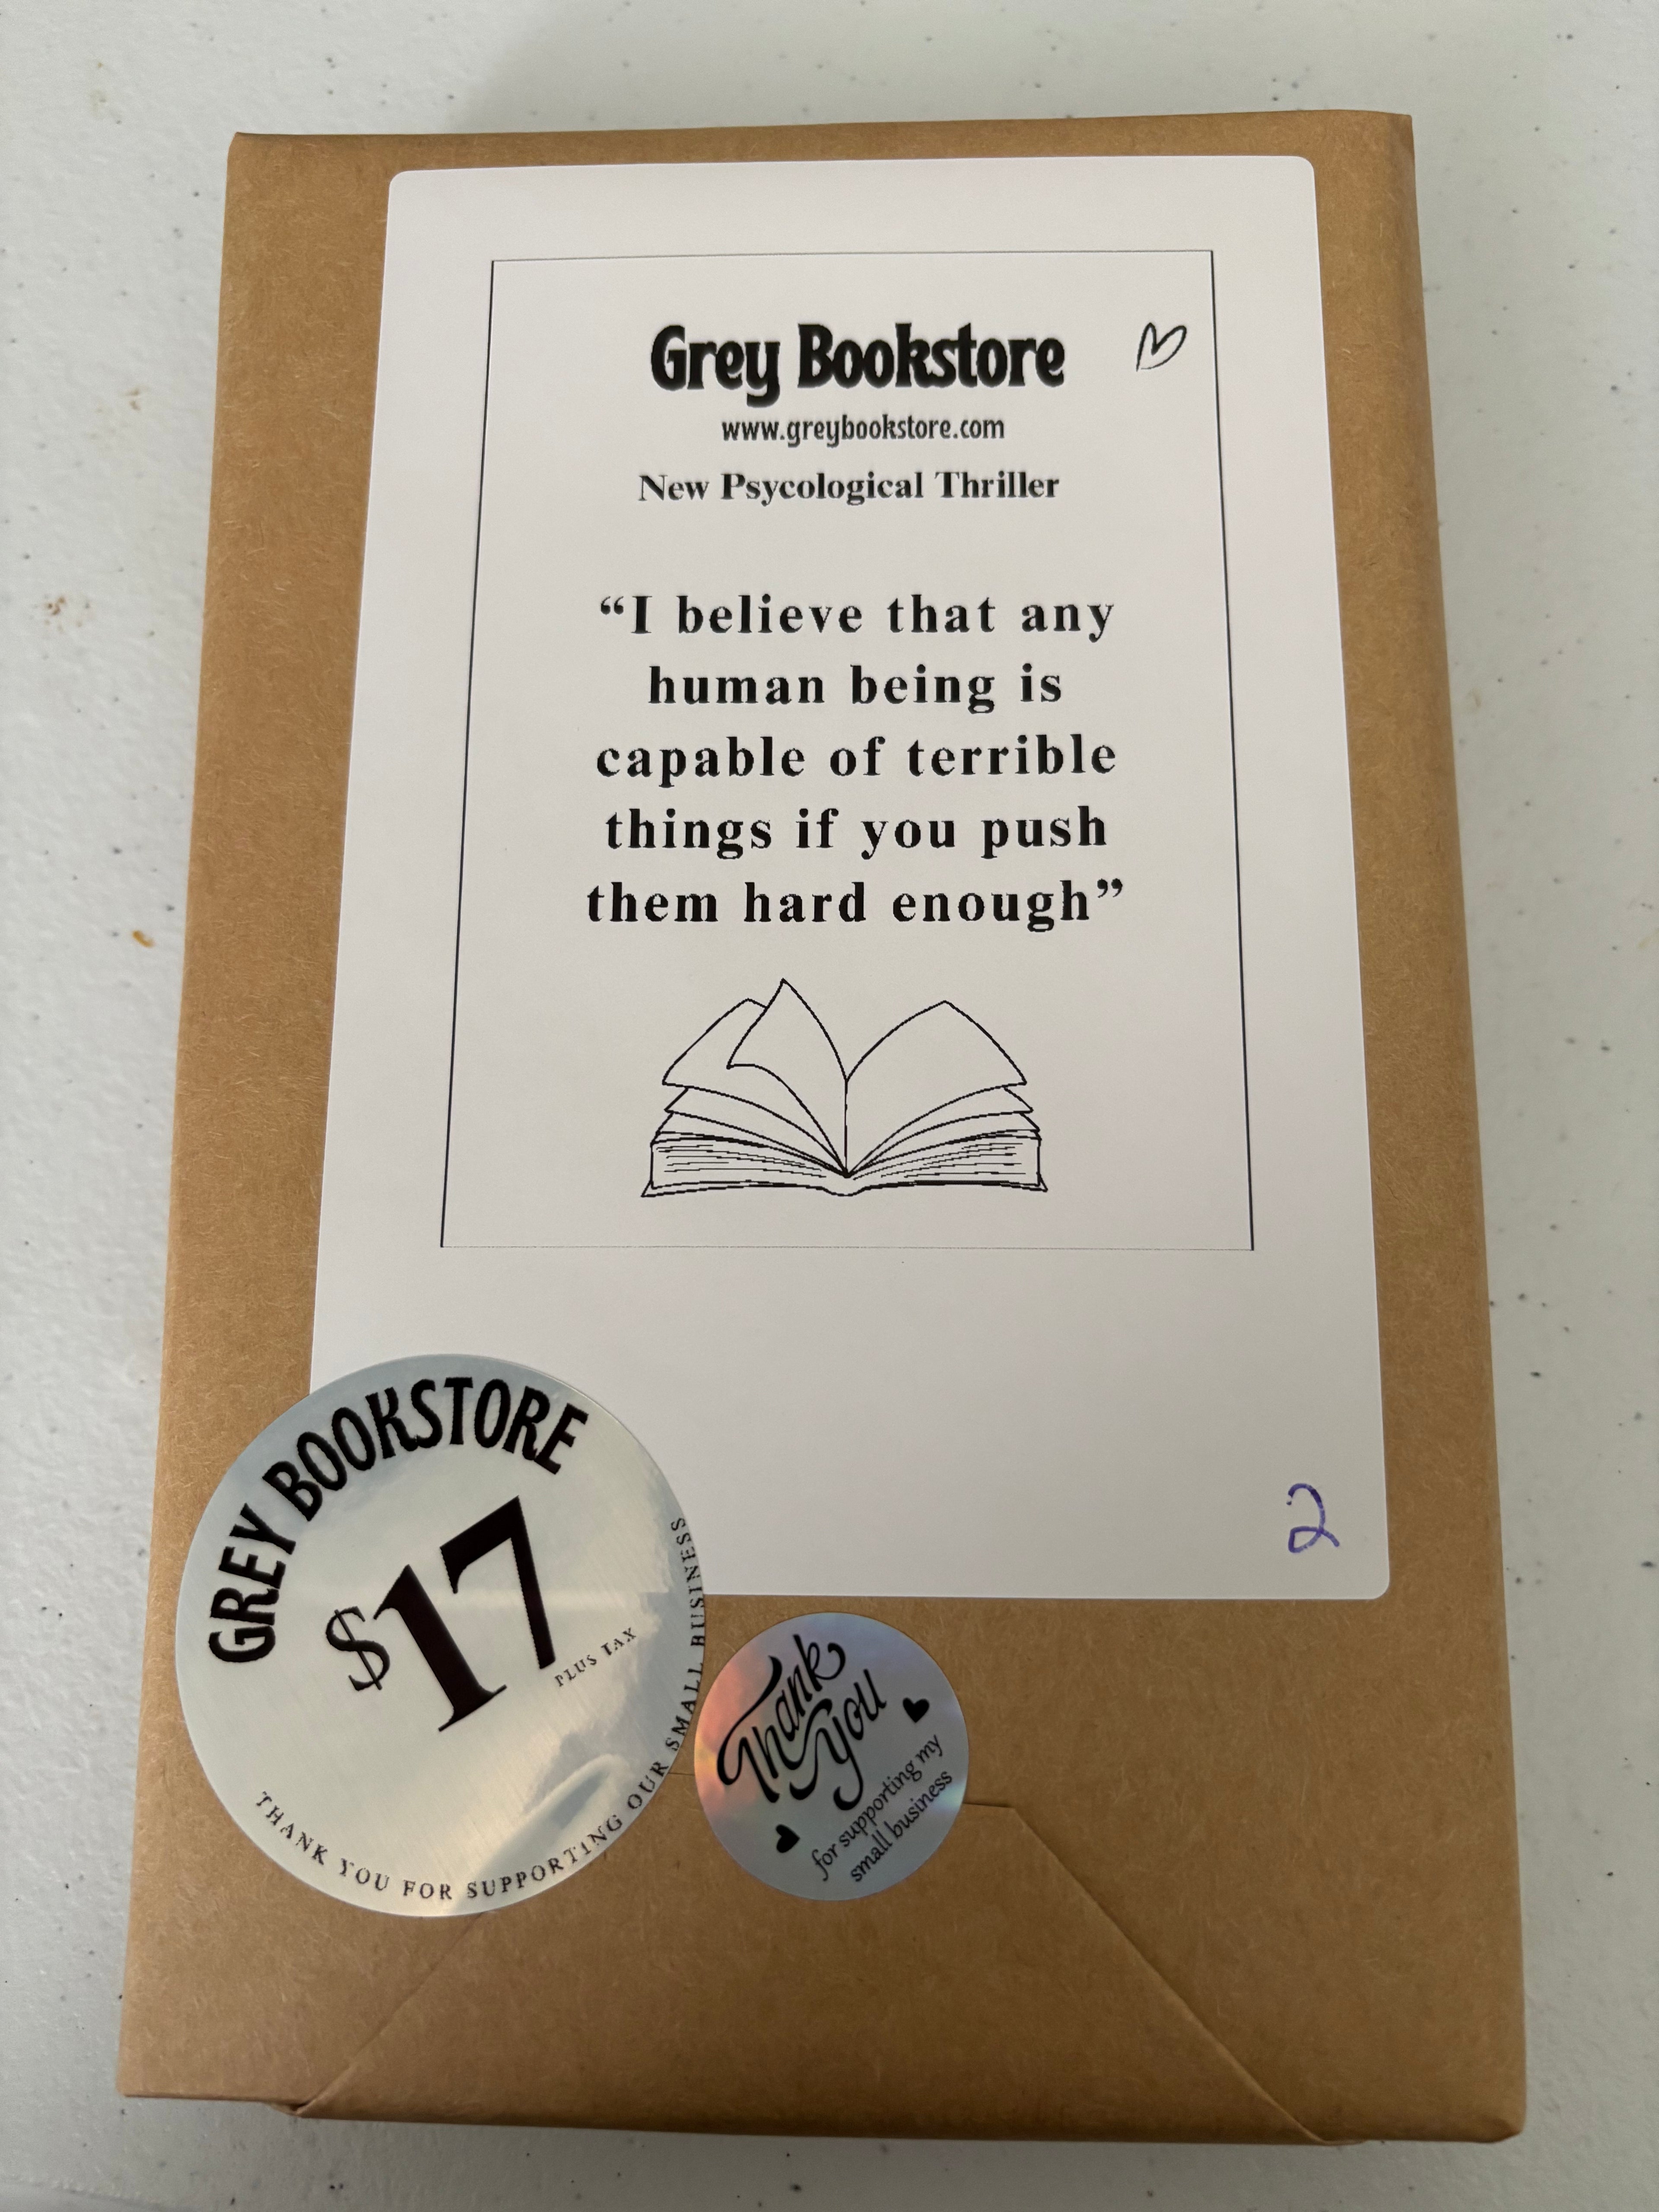 Grey Bookstore
www.greybookstore.com
New Psycological Thriller
“I believe that any
human being is
capable of terrible
things if you push
them hard enough”
2
GREY BOOKSTORE
$17
PLUS TAX
THANK YOU FOR SUPPORTING OUR SMALL BUSINESS
Thank
You
for supporting my
small business